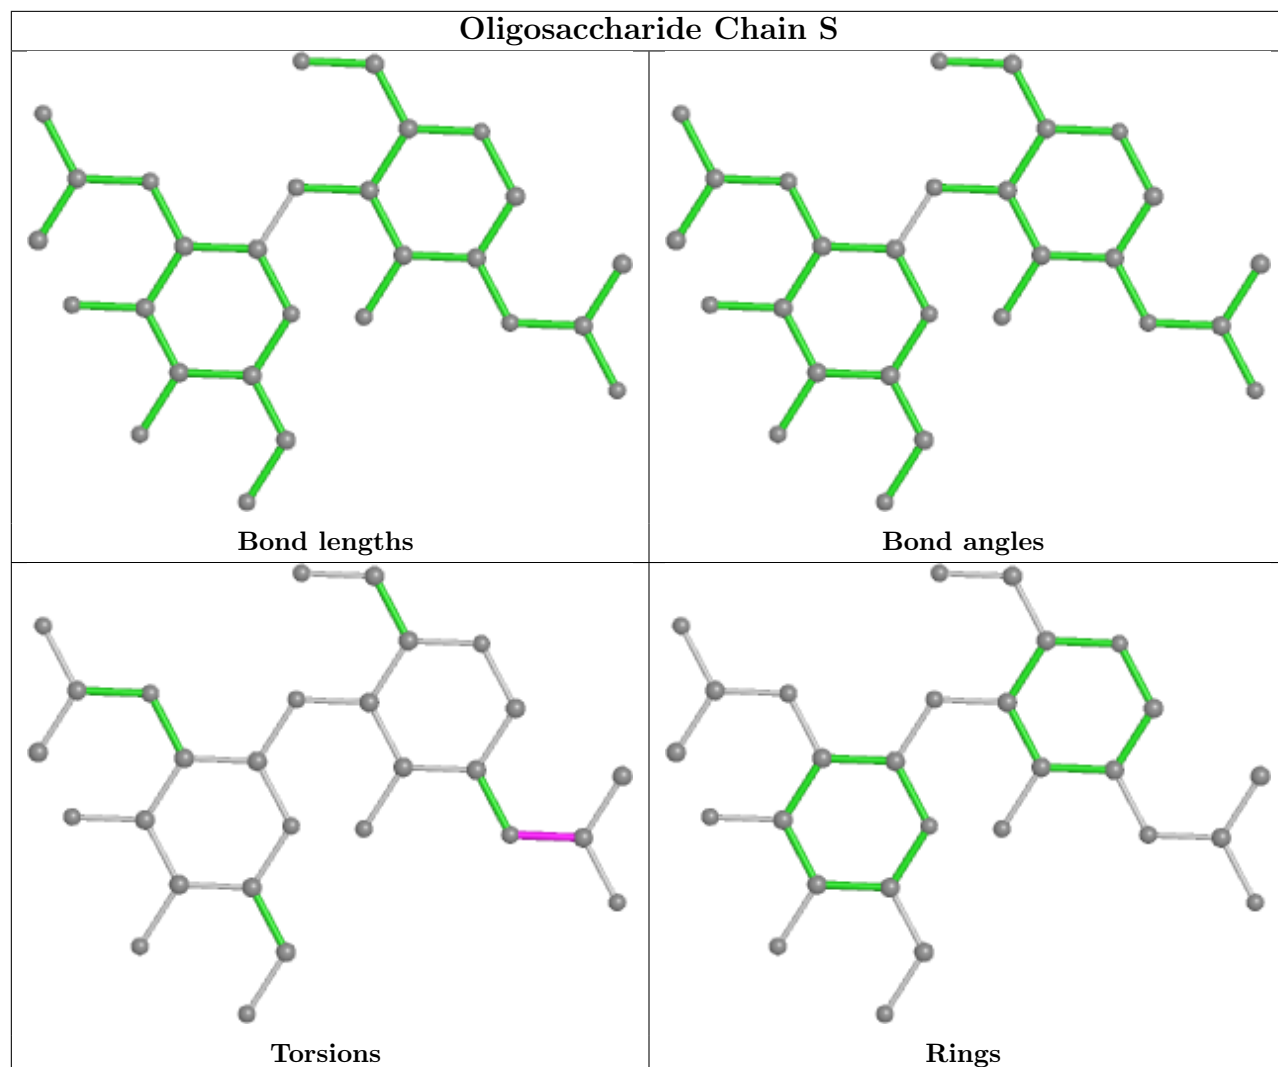 Oligosaccharide Chain S
Bond lengths
Bond angles
Torsions
Rings